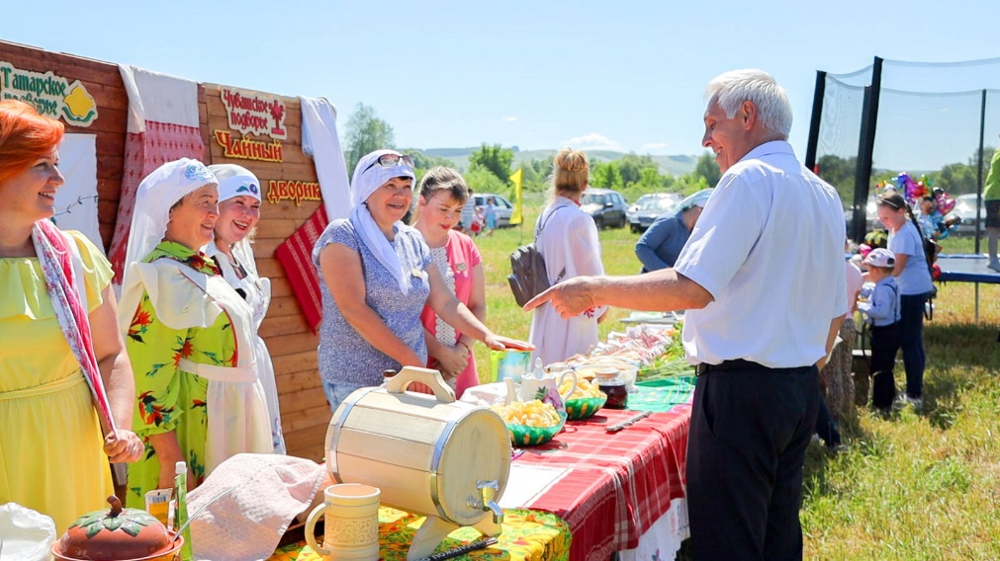 Татарское
подворье
Чувашское
подворье
Чайный
дворик